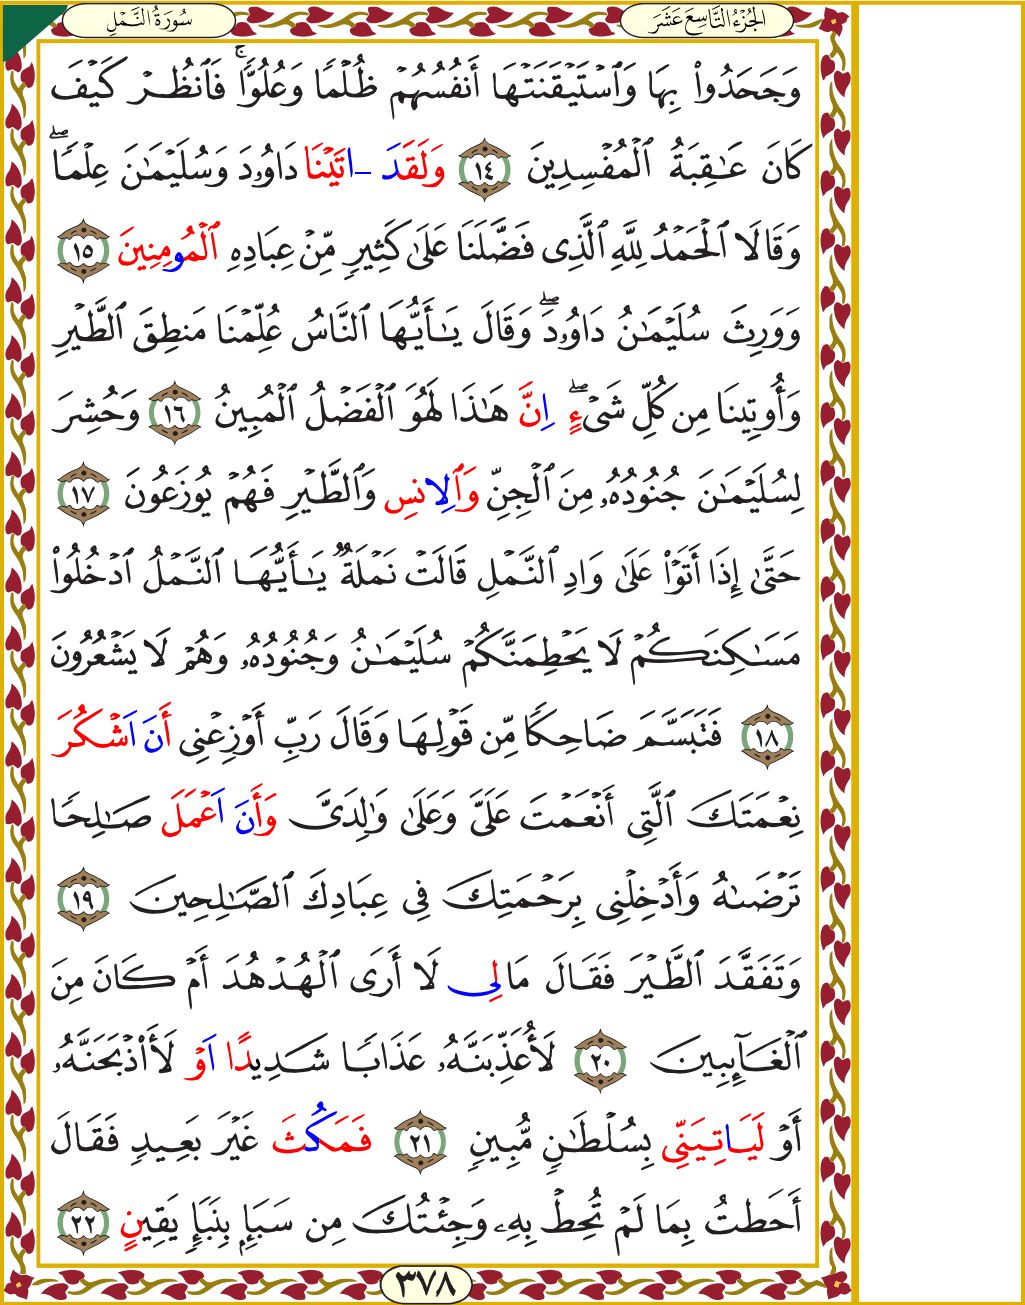 سُورَةُ النَّمْلِ
الجُزْءُ التَّاسِعَ عَشَرَ
وَجَحَدُوا۟ بِهَا وَٱسْتَيْقَنَتْهَآ أَنفُسُهُمْ ظُلْمًا وَعُلُوًّا ۚ فَٱنظُرْ كَيْفَ
كَانَ عَـٰقِبَةُ ٱلْمُفْسِدِينَ ١٤ وَلَقَدَ ـاتَيْنَا دَاوُۥدَ وَسُلَيْمَـٰنَ عِلْمًا ۖ
وَقَالَا ٱلْحَمْدُ لِلَّهِ ٱلَّذِى فَضَّلَنَا عَلَىٰ كَثِيرٍ مِّنْ عِبَادِهِ ٱلْمُومِنِينَ ١٥
وَوَرِثَ سُلَيْمَـٰنُ دَاوُۥدَ ۖ وَقَالَ يَـٰٓأَيُّهَا ٱلنَّاسُ عُلِّمْنَا مَنطِقَ ٱلطَّيْرِ
وَأُوتِينَا مِن كُلِّ شَىْءٍ ۖ اِنَّ هَـٰذَا لَهُوَ ٱلْفَضْلُ ٱلْمُبِينُ ١٦ وَحُشِرَ
لِسُلَيْمَـٰنَ جُنُودُهُۥ مِنَ ٱلْجِنِّ وَٱلِانسِ وَٱلطَّيْرِ فَهُمْ يُوزَعُونَ ١٧
حَتَّىٰٓ إِذَآ أَتَوْا۟ عَلَىٰ وَادِ ٱلنَّمْلِ قَالَتْ نَمْلَةٌ يَـٰٓأَيُّهَا ٱلنَّمْلُ ٱدْخُلُوا۟
مَسَـٰكِنَكُمْ لَا يَحْطِمَنَّكُمْ سُلَيْمَـٰنُ وَجُنُودُهُۥ وَهُمْ لَا يَشْعُرُونَ
١٨ فَتَبَسَّمَ ضَاحِكًا مِّن قَوْلِهَا وَقَالَ رَبِّ أَوْزِعْنِىٓ أَنَ اَشْكُرَ
نِعْمَتَكَ ٱلَّتِىٓ أَنْعَمْتَ عَلَىَّ وَعَلَىٰ وَٰلِدَىَّ وَأَنَ اَعْمَلَ صَـٰلِحًا
تَرْضَىٰهُ وَأَدْخِلْنِى بِرَحْمَتِكَ فِى عِبَادِكَ ٱلصَّـٰلِحِينَ ١٩
وَتَفَقَّدَ ٱلطَّيْرَ فَقَالَ مَالِى لَآ أَرَى ٱلْهُدْهُدَ أَمْ كَانَ مِنَ
ٱلْغَآئِبِينَ ٢٠ لَأُعَذِّبَنَّهُۥ عَذَابًا شَدِيدًا اَوْ لَأَا۟ذْبَحَنَّهُۥٓ
أَوْ لَيَاتِيَنِّى بِسُلْطَـٰنٍ مُّبِينٍ ٢١ فَمَكُثَ غَيْرَ بَعِيدٍ فَقَالَ
أَحَطتُ بِمَا لَمْ تُحِطْ بِهِۦ وَجِئْتُكَ مِن سَبَإٍ بِنَبَإٍ يَقِينٍ ٢٢
٣٧٨